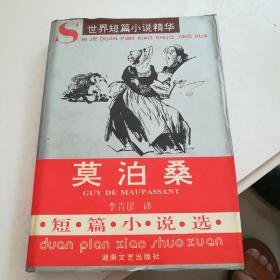 世界短篇小说精华
SHI JIE DUAN PIAN XIAO SHUO JING HUA
莫泊桑
GUY DE MAUPASSANT
李青崖 译
·短·篇·小·说·选·
duan pian xiao shuo xuan
湖南文艺出版社